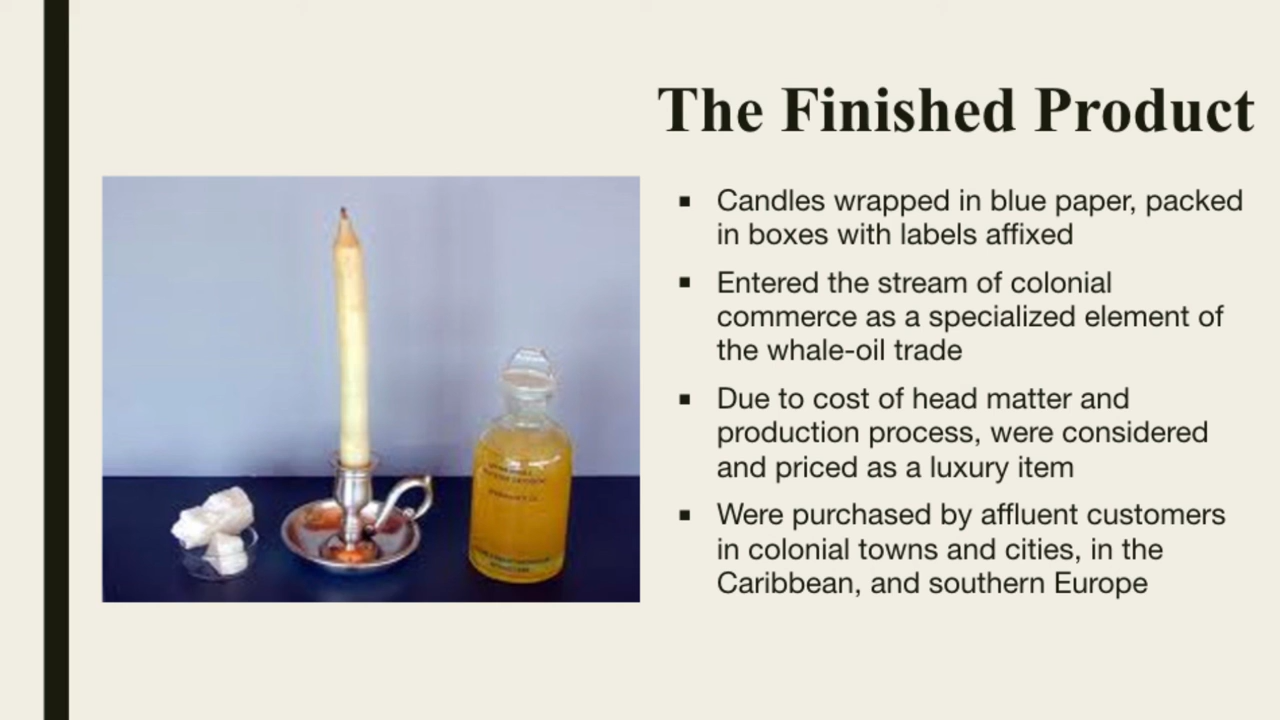 The Finished Product
▪ Candles wrapped in blue paper, packed
in boxes with labels affixed
▪ Entered the stream of colonial
commerce as a specialized element of
the whale-oil trade
▪ Due to cost of head matter and
production process, were considered
and priced as a luxury item
▪ Were purchased by affluent customers
in colonial towns and cities, in the
Caribbean, and southern Europe